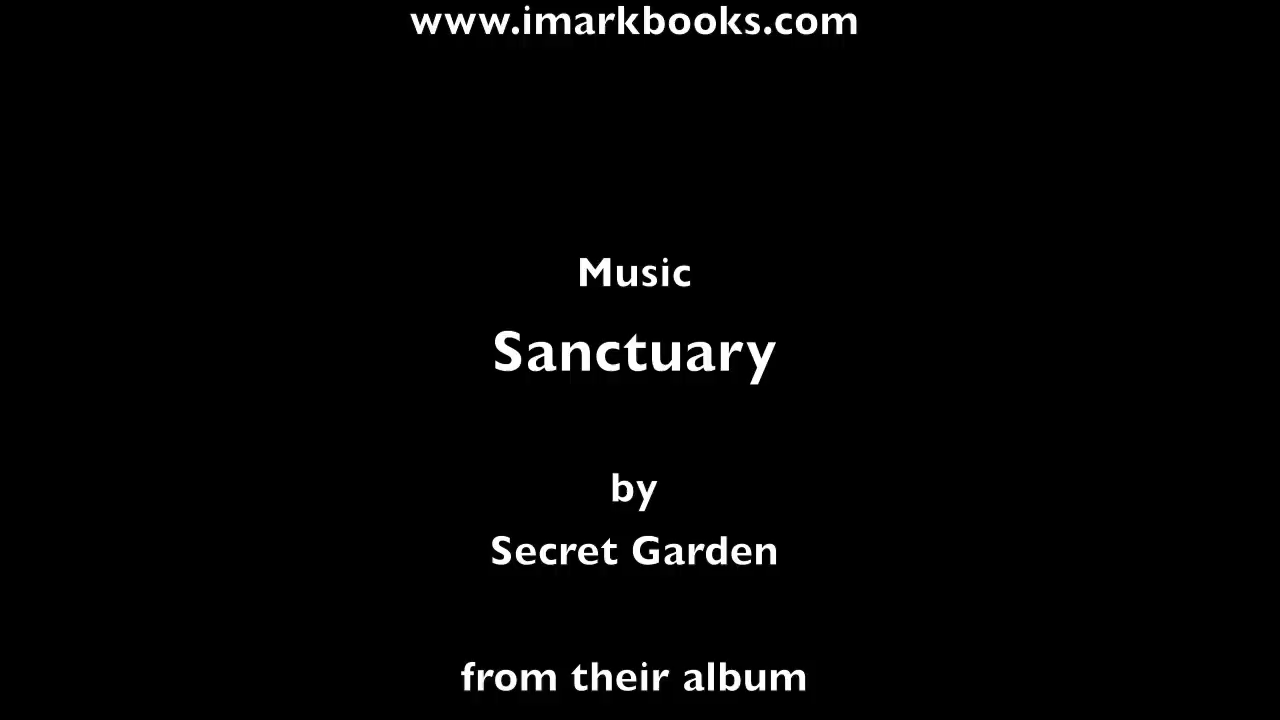 www.imarkbooks.com
Music
Sanctuary
by
Secret Garden
from their album